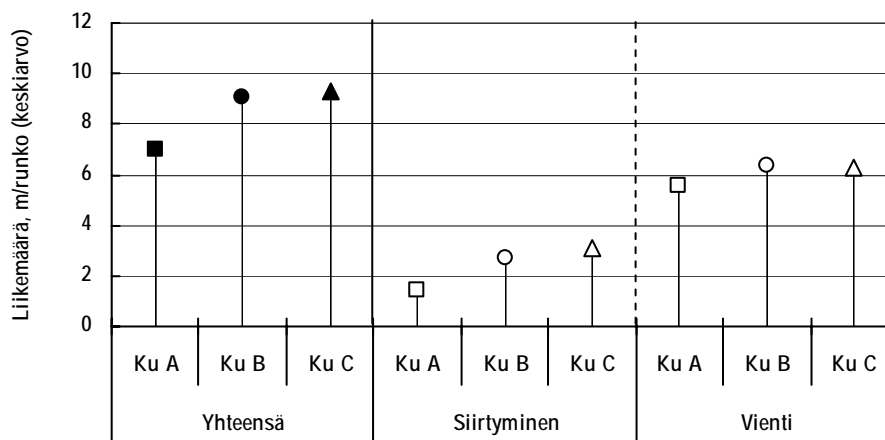 Liikemäärä, m/runko (keskiarvo)
12
10
8
6
4
2
0
Ku A Ku B Ku C Ku A Ku B Ku C Ku A Ku B Ku C
Yhteensä Siirtyminen Vienti